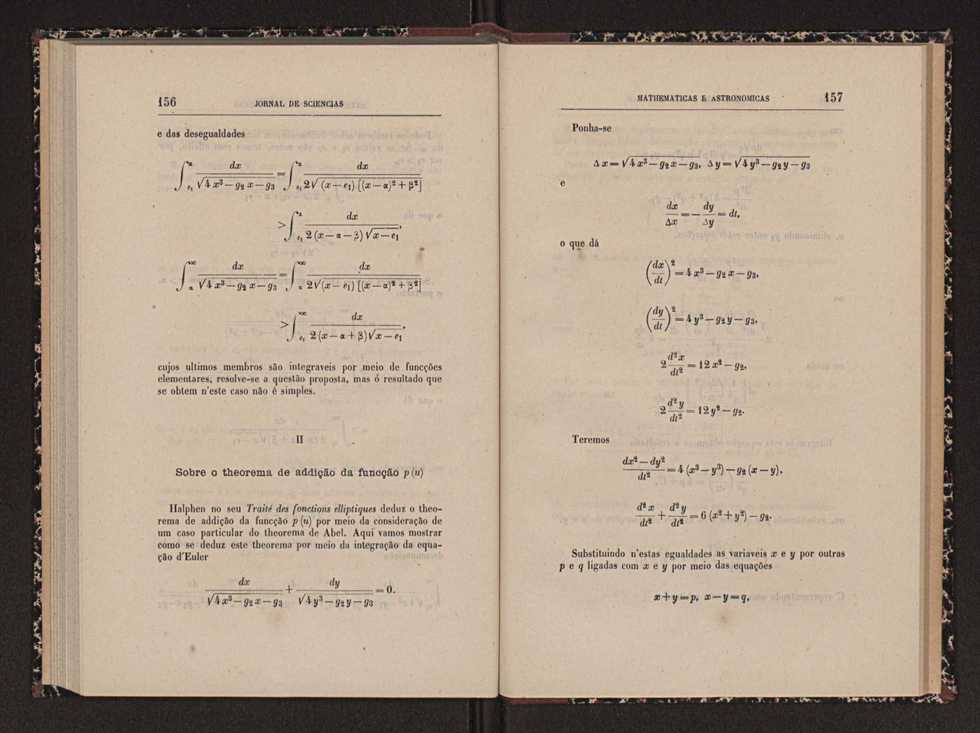 156 JORNAL DE SCIENCIAS
e das desegualdades
∫_{e₁}^{α} dx / √(4x³ − g₂x − g₃) = ∫_{e₁}^{α} dx / 2√((x − e₁)[(x − α)² + β²])
> ∫_{e₁}^{α} dx / 2(x − α − β)√(x − e₁),
∫_{α}^{∞} dx / √(4x³ − g₂x − g₃) = ∫_{α}^{∞} dx / 2√((x − e₁)[(x − α)² + β²])
> ∫_{e₁}^{∞} dx / 2(x − α + β)√(x − e₁),
cujos ultimos membros são integraveis por meio de funcções
elementares, resolve-se a questão proposta, mas o resultado que
se obtem n'este caso não é simples.
II
Sobre o theorema de addição da funcção p (u)
Halphen no seu Traité des fonctions elliptiques deduz o theo-
rema de addição da funcção p (u) por meio da consideração de
um caso particular do theorema de Abel. Aqui vamos mostrar
como se deduz este theorema por meio da integração da equa-
ção d'Euler
dx / √(4x³ − g₂x − g₃) + dy / √(4y³ − g₂y − g₃) = 0.
MATHEMATICAS E ASTRONOMICAS 157
Ponha-se
Δx = √(4x³ − g₂x − g₃), Δy = √(4y³ − g₂y − g₃)
e
dx/Δx = − dy/Δy = dt,
o que dá
(dx/dt)² = 4x³ − g₂x − g₃,
(dy/dt)² = 4y³ − g₂y − g₃,
2 d²x/dt² = 12x² − g₂,
2 d²y/dt² = 12y² − g₂.
Teremos
(dx² − dy²)/dt² = 4(x³ − y³) − g₂(x − y),
d²x/dt² + d²y/dt² = 6(x² + y²) − g₂.
Substituindo n'estas egualdades as variaveis x e y por outras
p e q ligadas com x e y por meio das equações
x + y = p, x − y = q,